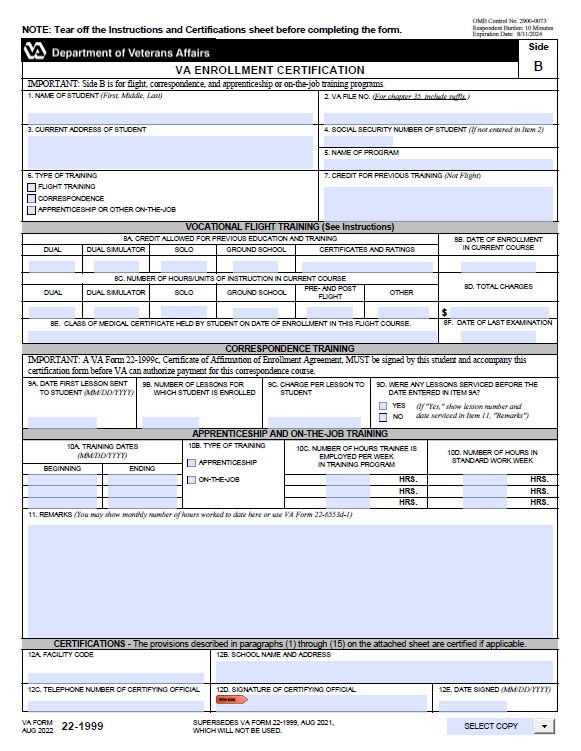 OMB Control No. 2900-0073
Respondent Burden: 10 Minutes
Expiration Date: 8/31/2024
NOTE: Tear off the Instructions and Certifications sheet before completing the form.
VA Department of Veterans Affairs
Side
B
VA ENROLLMENT CERTIFICATION
IMPORTANT: Side B is for flight, correspondence, and apprenticeship or on-the-job training programs.
1. NAME OF STUDENT (First, Middle, Last)
2. VA FILE NO. (For chapter 35, include suffix.)
3. CURRENT ADDRESS OF STUDENT
4. SOCIAL SECURITY NUMBER OF STUDENT (If not entered in Item 2)
5. NAME OF PROGRAM
6. TYPE OF TRAINING
FLIGHT TRAINING
CORRESPONDENCE
APPRENTICESHIP OR OTHER ON-THE-JOB
7. CREDIT FOR PREVIOUS TRAINING (Not Flight)
VOCATIONAL FLIGHT TRAINING (See Instructions)
8A. CREDIT ALLOWED FOR PREVIOUS EDUCATION AND TRAINING
DUAL DUAL SIMULATOR SOLO GROUND SCHOOL CERTIFICATES AND RATINGS
8B. DATE OF ENROLLMENT
IN CURRENT COURSE
8C. NUMBER OF HOURS/UNITS OF INSTRUCTION IN CURRENT COURSE
DUAL DUAL SIMULATOR SOLO GROUND SCHOOL PRE- AND POST
FLIGHT OTHER
8D. TOTAL CHARGES
$
8E. CLASS OF MEDICAL CERTIFICATE HELD BY STUDENT ON DATE OF ENROLLMENT IN THIS FLIGHT COURSE.
8F. DATE OF LAST EXAMINATION
CORRESPONDENCE TRAINING
IMPORTANT: A VA Form 22-1999c, Certificate of Affirmation of Enrollment Agreement, MUST be signed by this student and accompany this
certification form before VA can authorize payment for this correspondence course.
9A. DATE FIRST LESSON SENT
TO STUDENT (MM/DD/YYYY)
9B. NUMBER OF LESSONS FOR
WHICH STUDENT IS ENROLLED
9C. CHARGE PER LESSON TO
STUDENT
9D. WERE ANY LESSONS SERVICED BEFORE THE
DATE ENTERED IN ITEM 9A?
YES (If "Yes," show lesson number and
NO date serviced in Item 11, "Remarks")
APPRENTICESHIP AND ON-THE-JOB TRAINING
10A. TRAINING DATES
(MM/DD/YYYY)
BEGINNING ENDING
10B. TYPE OF TRAINING
APPRENTICESHIP
ON-THE-JOB
10C. NUMBER OF HOURS TRAINEE IS
EMPLOYED PER WEEK
IN TRAINING PROGRAM
10D. NUMBER OF HOURS IN
STANDARD WORK WEEK
HRS. HRS.
HRS. HRS.
HRS. HRS.
11. REMARKS (You may show monthly number of hours worked to date here or use VA Form 22-6553d-1)
CERTIFICATIONS - The provisions described in paragraphs (1) through (15) on the attached sheet are certified if applicable.
12A. FACILITY CODE
12B. SCHOOL NAME AND ADDRESS
12C. TELEPHONE NUMBER OF CERTIFYING OFFICIAL
12D. SIGNATURE OF CERTIFYING OFFICIAL
12E. DATE SIGNED (MM/DD/YYYY)
VA FORM
AUG 2022 22-1999
SUPERSEDES VA FORM 22-1999, AUG 2021,
WHICH WILL NOT BE USED.
SELECT COPY